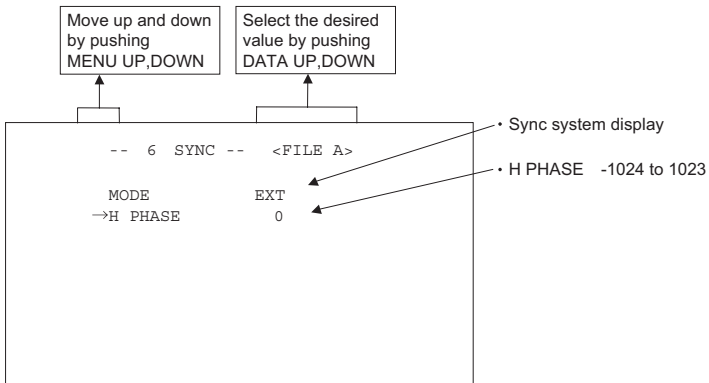 Move up and down
by pushing
MENU UP,DOWN
Select the desired
value by pushing
DATA UP,DOWN
-- 6 SYNC -- <FILE A>
・Sync system display
・H PHASE -1024 to 1023
MODE EXT
→H PHASE 0